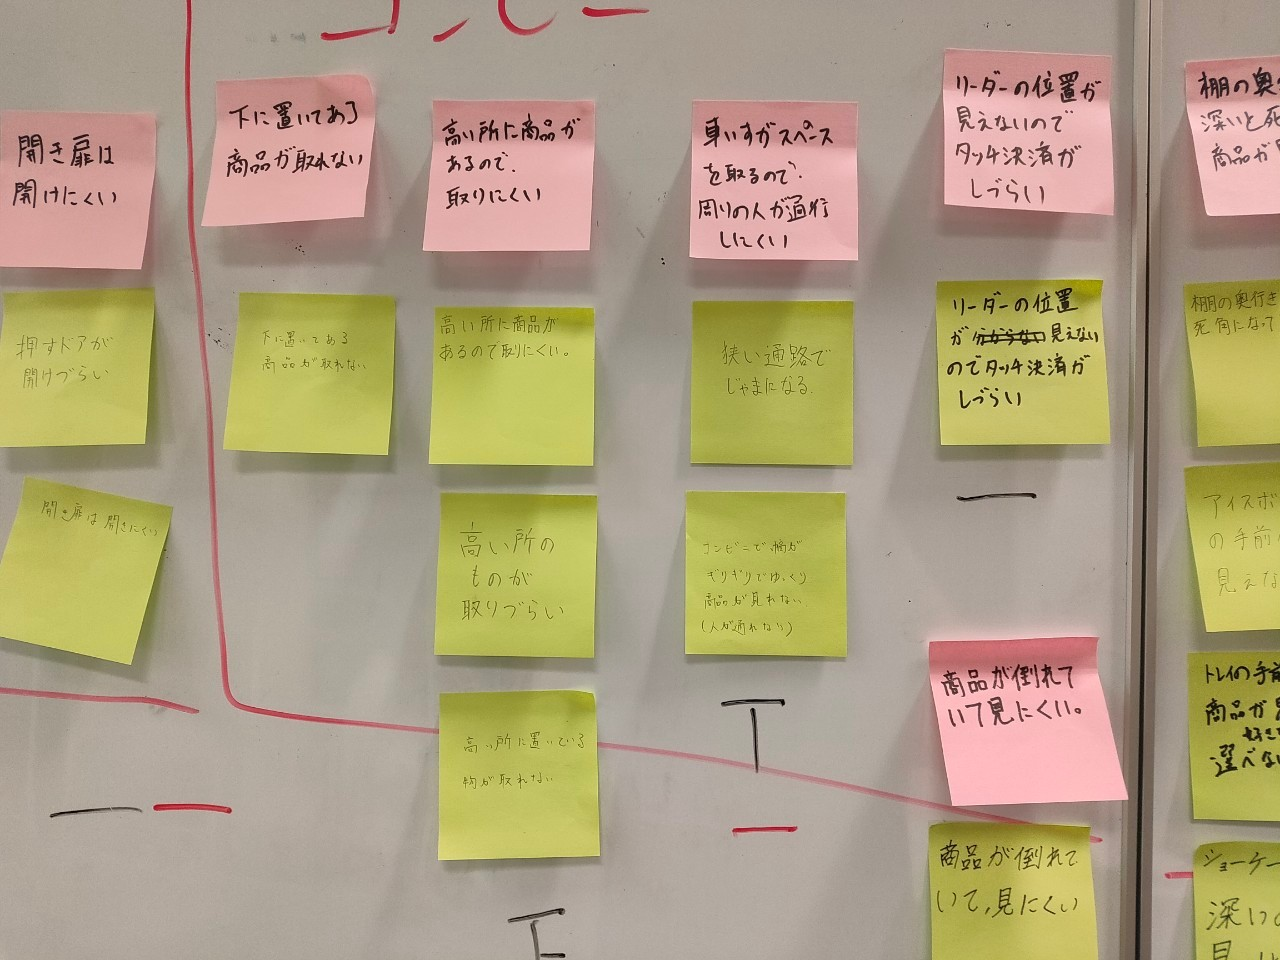 開き扉は
開けにくい
押すドアが
開けづらい
開き扉は開きにくい
下に置いてある
商品が取れない
下に置いてある
商品が取れない
高い所に商品が
あるので、
取りにくい
高い所に商品が
あるので取りにくい。
高い所の
ものが
取りづらい
高い所に置いている
物が取れない
車いすがスペース
を取るので、
周りの人が通行
しにくい
狭い通路で
じゃまになる.
コンビニで幅が
ギリギリでゆっくり
商品が見れない.
(人が通れない)
リーダーの位置が
見えないので
タッチ決済が
しづらい
リーダーの位置
が 見えない
のでタッチ決済が
しづらい
商品が倒れて
いて見にくい。
商品が倒れて
いて、見にくい
棚の奥
深いと死
商品が
棚の奥行き
死角になって
アイスボ
の手前
見えな
トレイの手前
商品が
好き
選べな
ショーケー
深い
見